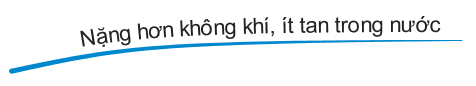 Nặng hơn không khí, ít tan trong nước